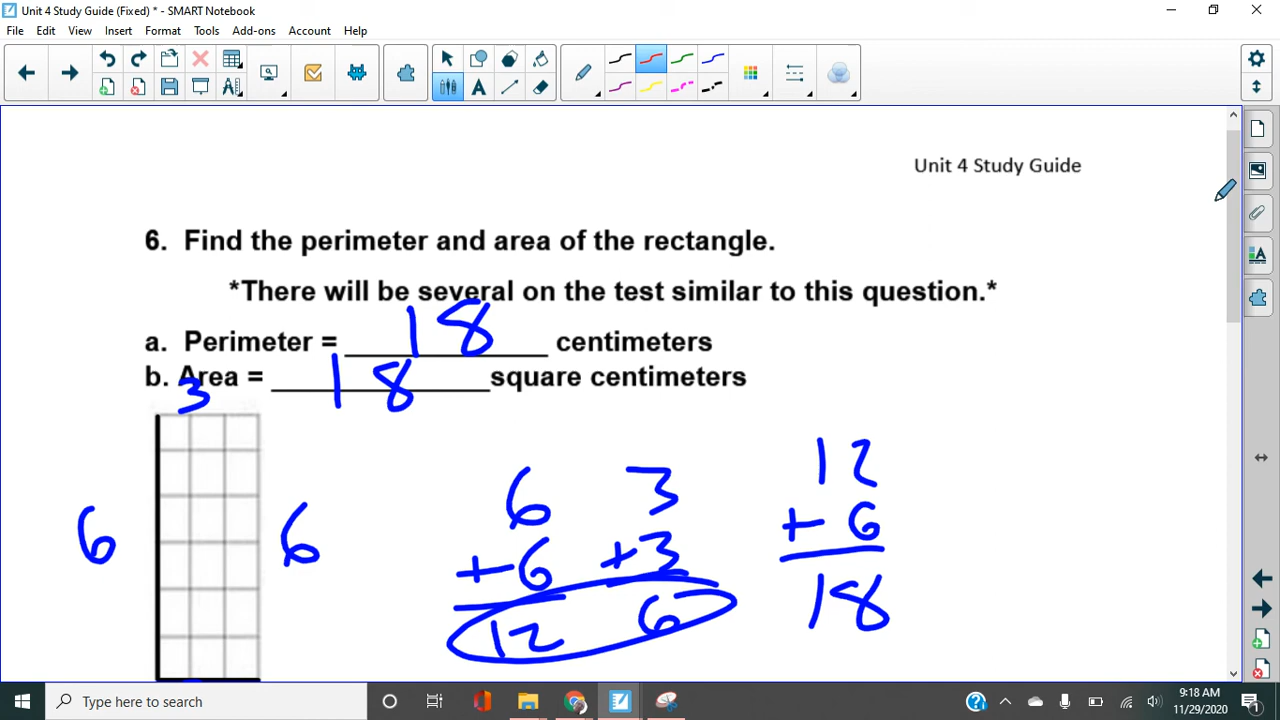 Unit 4 Study Guide (Fixed) * - SMART Notebook
File Edit View Insert Format Tools Add-ons Account Help
Unit 4 Study Guide
6. Find the perimeter and area of the rectangle.
*There will be several on the test similar to this question.*
a. Perimeter = 18 centimeters
b. Area = 18 square centimeters
3
6 6
6 3 12
+6 +3 +6
12 6 18
Type here to search
9:18 AM
11/29/2020
1